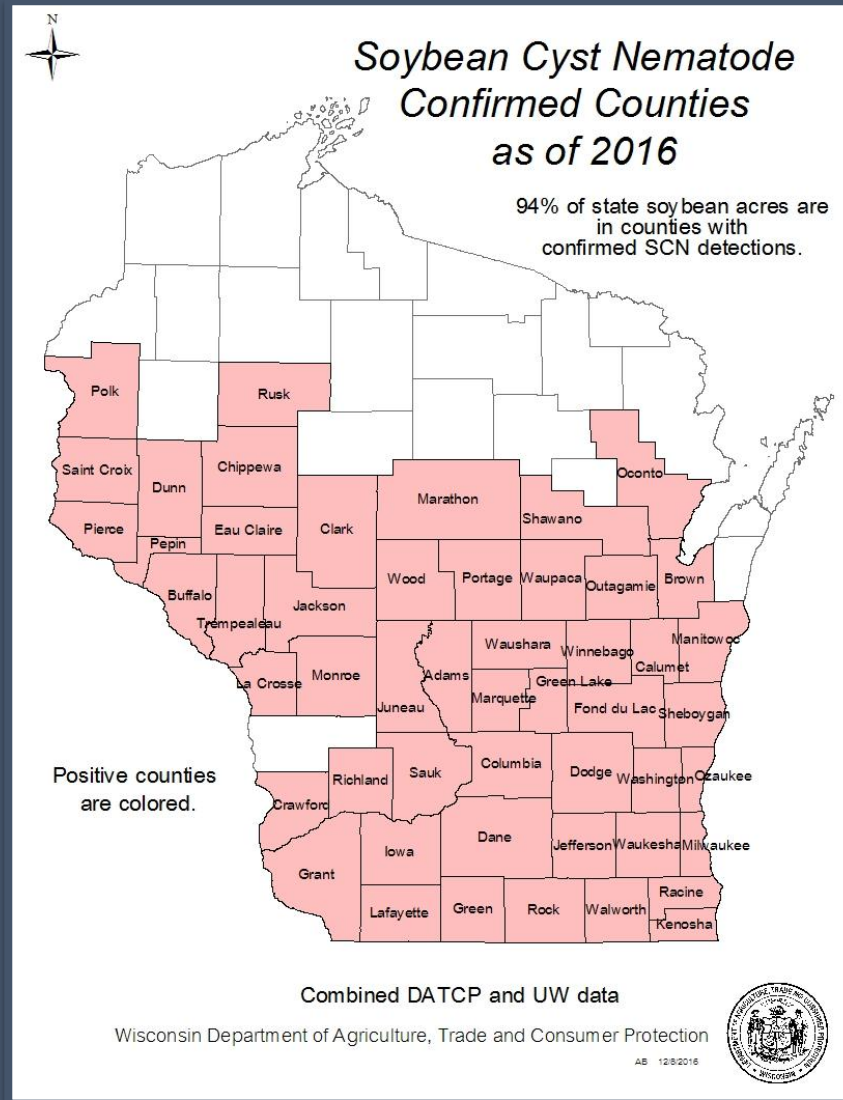 N
Soybean Cyst Nematode
Confirmed Counties
as of 2016
94% of state soybean acres are
in counties with
confirmed SCN detections.
Polk
Rusk
Saint Croix
Dunn
Chippewa
Oconto
Marathon
Shawano
Pierce
Pepin
Eau Claire
Clark
Wood
Portage
Waupaca
Outagamie
Brown
Buffalo
Trempealeau
Jackson
Waushara
Winnebago
Manitowoc
Calumet
La Crosse
Monroe
Juneau
Adams
Marquette
Green Lake
Fond du Lac
Sheboygan
Positive counties
are colored.
Crawford
Richland
Sauk
Columbia
Dodge
Washington
Ozaukee
Grant
Iowa
Dane
Jefferson
Waukesha
Milwaukee
Lafayette
Green
Rock
Walworth
Racine
Kenosha
Combined DATCP and UW data
Wisconsin Department of Agriculture, Trade and Consumer Protection
AB 12/8/2016